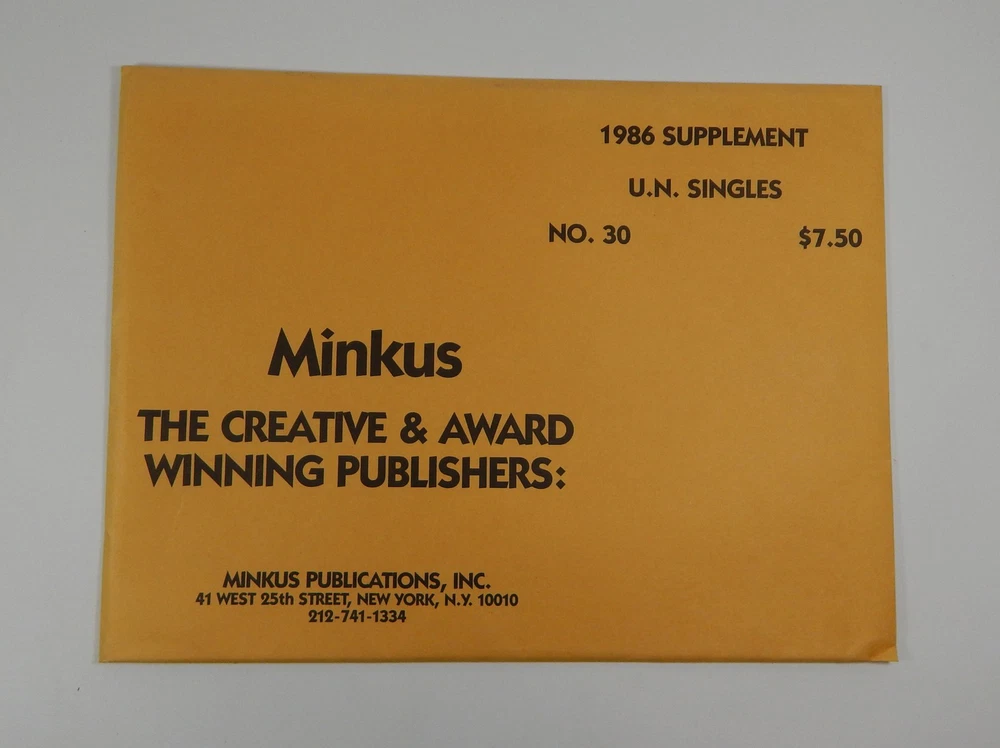 1986 SUPPLEMENT
U.N. SINGLES
NO. 30 $7.50
Minkus
THE CREATIVE & AWARD
WINNING PUBLISHERS:
MINKUS PUBLICATIONS, INC.
41 WEST 25th STREET, NEW YORK, N.Y. 10010
212-741-1334